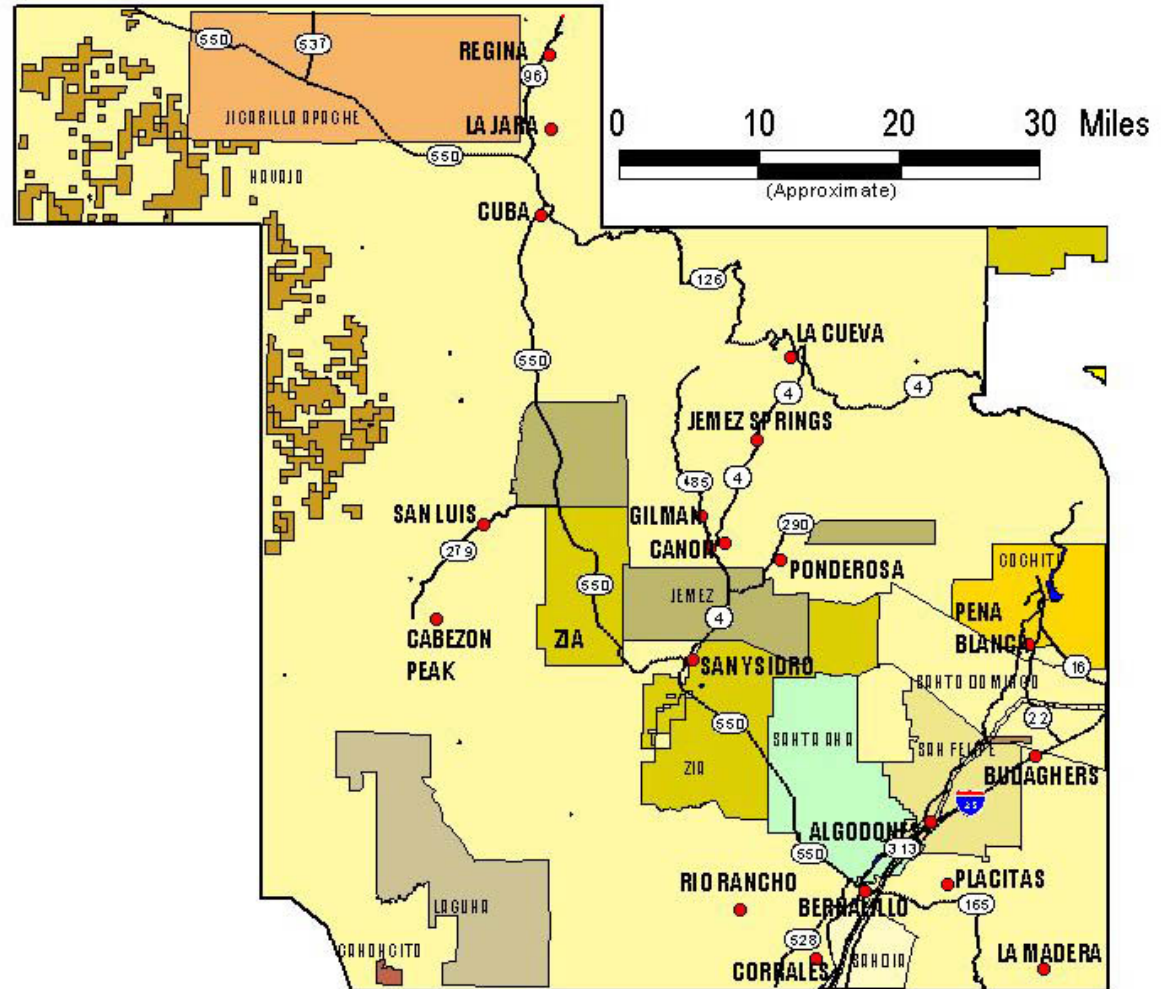 550
537
REGINA
96
JICARILLA APACHE
LA JARA
0 10 20 30 Miles
(Approximate)
550
NAVAJO
CUBA
126
LA CUEVA
550
4
4
JEMEZ SPRINGS
485
4
SAN LUIS
GILMAN
290
CANON
279
PONDEROSA
COCHITI
550
JEMEZ
PENA
BLANCA
4
CABEZON
PEAK
ZIA
SAN YSIDRO
16
SANTO DOMINGO
22
550
SANTA ANA
SAN FELIPE
ZIA
BUDAGHERS
25
ALGODONES
550
313
RIO RANCHO
PLACITAS
BERNALILLO
165
LAGUNA
528
CANONCITO
SANDIA
LA MADERA
CORRALES